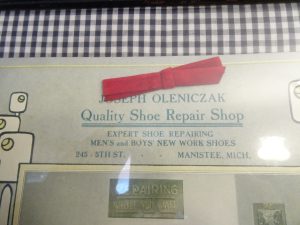 JOSEPH OLENICZAK
Quality Shoe Repair Shop
EXPERT SHOE REPAIRING
MEN'S and BOYS' NEW WORK SHOES
245 - 5TH ST. - - MANISTEE, MICH.
REPAIRING